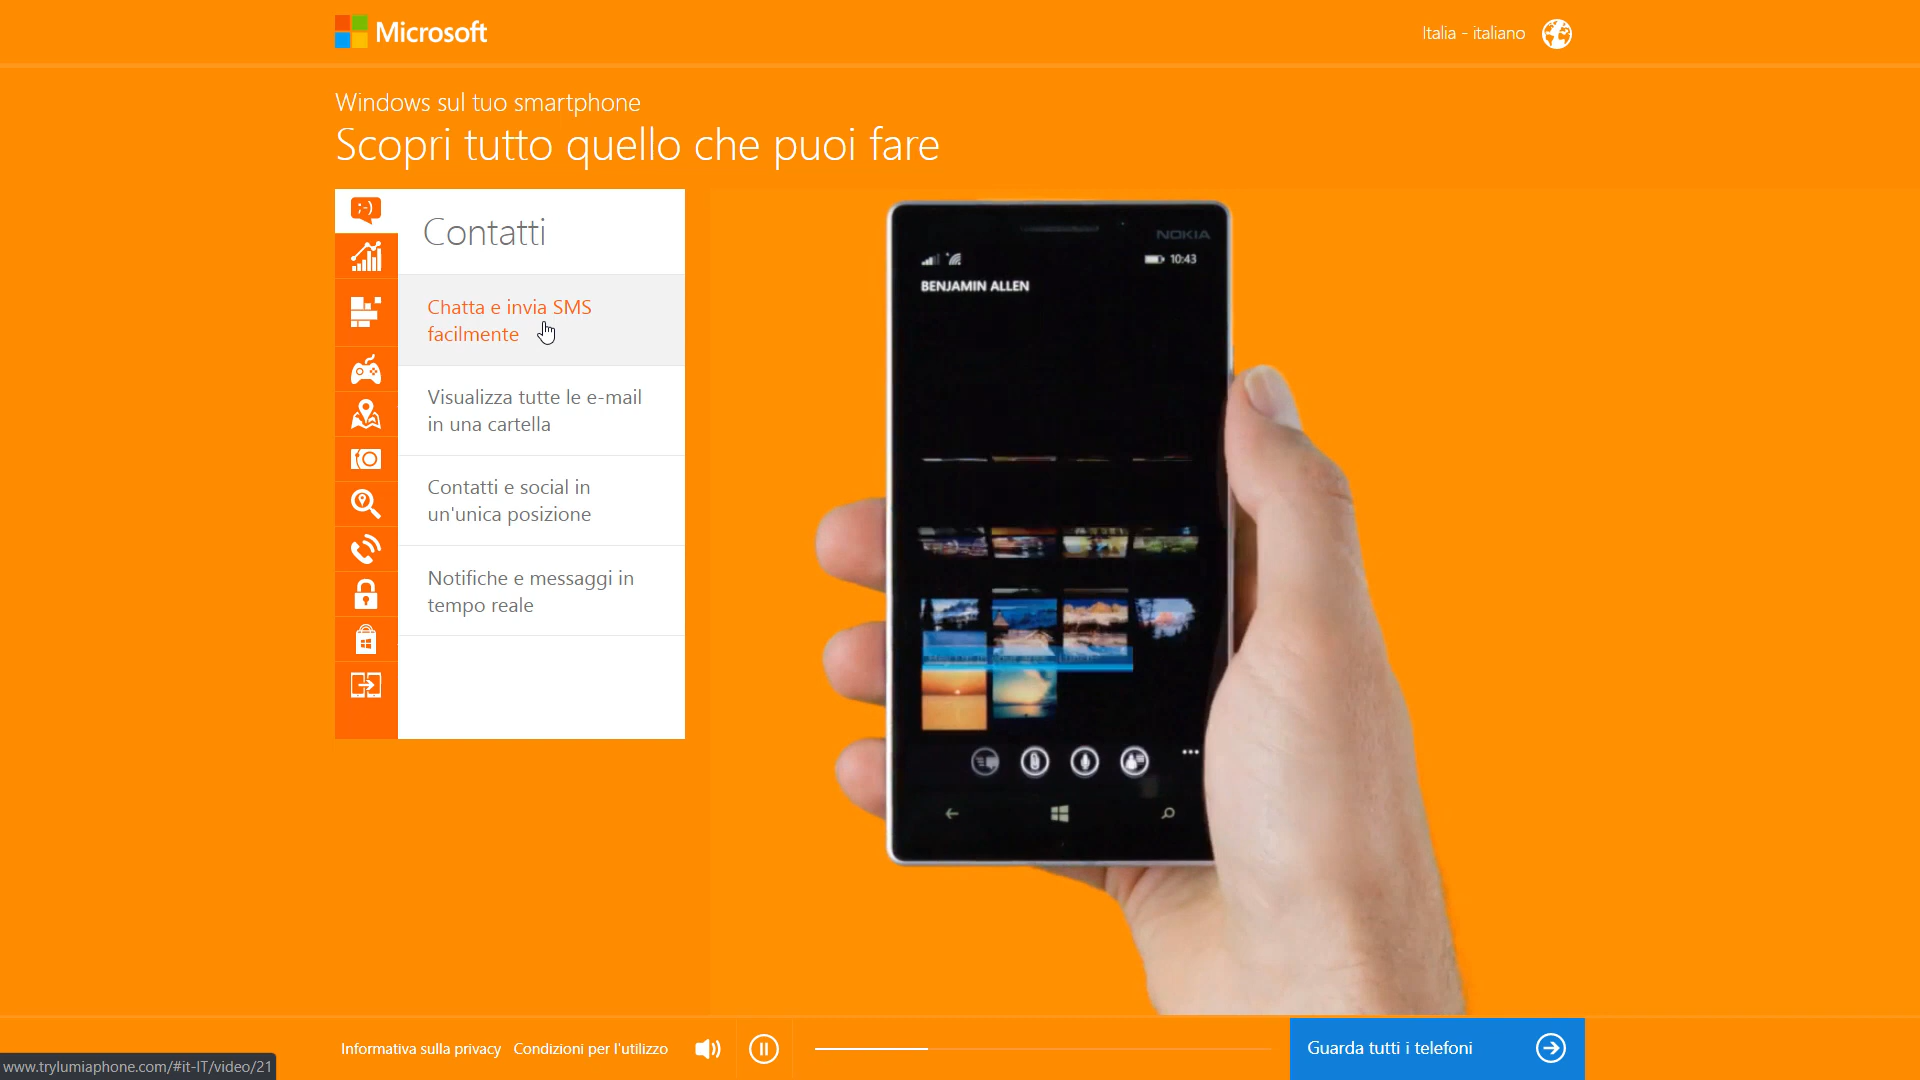 Microsoft
Italia - italiano
Windows sul tuo smartphone
Scopri tutto quello che puoi fare
;-)
Contatti
Chatta e invia SMS
facilmente
Visualizza tutte le e-mail
in una cartella
Contatti e social in
un'unica posizione
Notifiche e messaggi in
tempo reale
NOKIA
10:43
BENJAMIN ALLEN
Informativa sulla privacy
Condizioni per l'utilizzo
Guarda tutti i telefoni
www.trylumiaphone.com/#it-IT/video/21